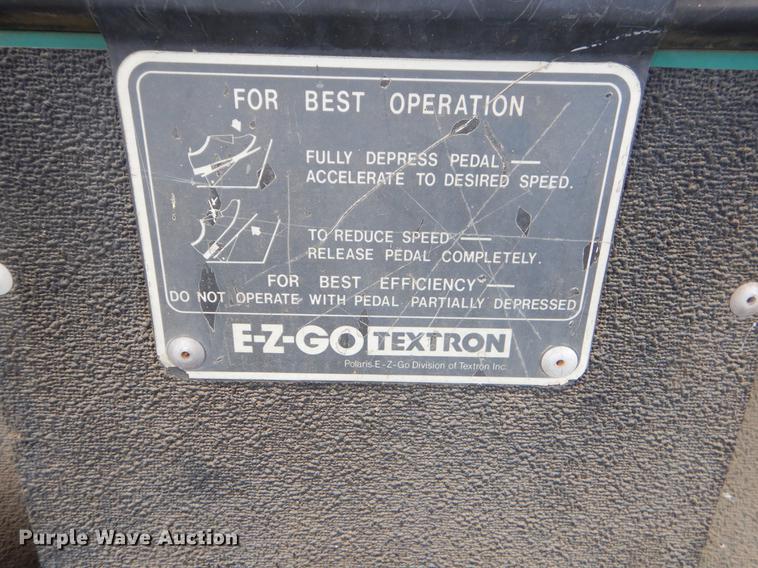 FOR BEST OPERATION
FULLY DEPRESS PEDAL —
ACCELERATE TO DESIRED SPEED.
TO REDUCE SPEED —
RELEASE PEDAL COMPLETELY.
FOR BEST EFFICIENCY —
DO NOT OPERATE WITH PEDAL PARTIALLY DEPRESSED
E-Z-GO TEXTRON
Polaris E-Z-Go Division of Textron Inc.
Purple Wave Auction